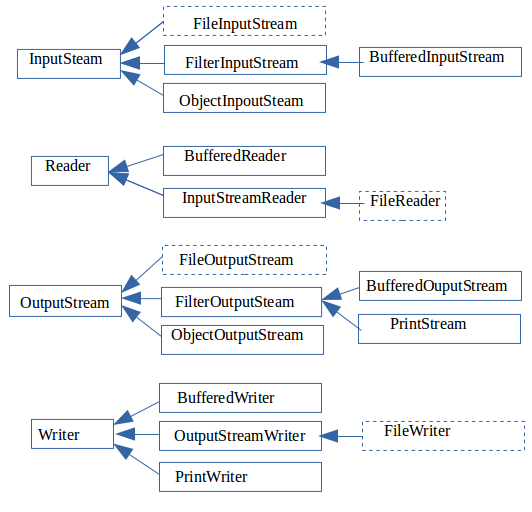 FileInputStream
InputSteam
FilterInputStream
BufferedInputStream
ObjectInpoutSteam
BufferedReader
Reader
InputStreamReader
FileReader
FileOutputStream
OutputStream
FilterOutputSteam
BufferedOuputStream
ObjectOutputStream
PrintStream
BufferedWriter
Writer
OutputStreamWriter
FileWriter
PrintWriter